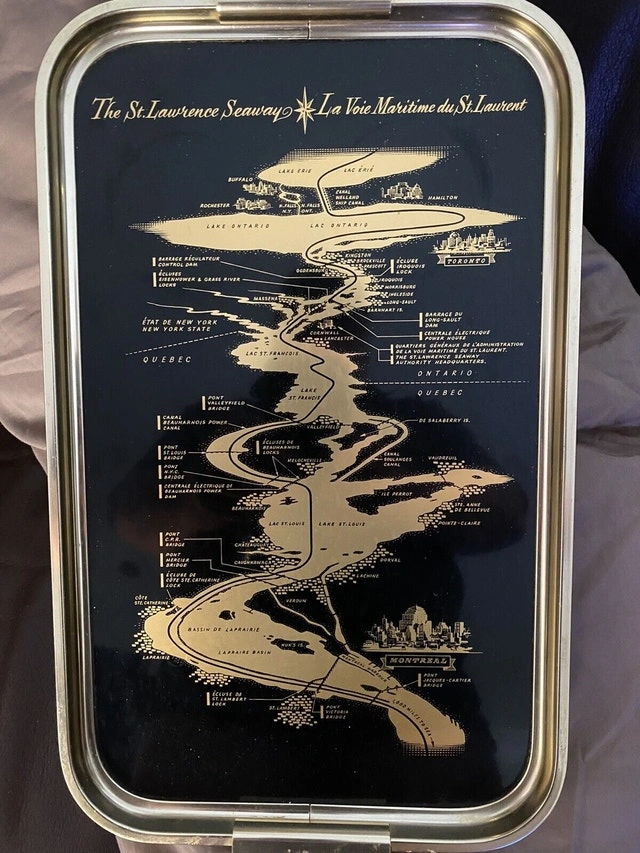 The St. Lawrence Seaway La Voie Maritime du St. Laurent
LAKE ERIE LAC ÉRIÉ
BUFFALO
ROCHESTER
N. FALLS N.Y.
N. FALLS ONT.
CANAL
WELLAND
SHIP CANAL
HAMILTON
LAKE ONTARIO LAC ONTARIO
TORONTO
BARRAGE RÉGULATEUR
CONTROL DAM
ÉCLUSES
EISENHOWER & GRASS RIVER
LOCKS
KINGSTON
BROCKVILLE
PRESCOTT
OGDENSBURG
ÉCLUSE
IROQUOIS
LOCK
IROQUOIS
MORRISBURG
INGLESIDE
LONG-SAULT
BARNHART IS.
MASSENA
ÉTAT DE NEW YORK
NEW YORK STATE
QUEBEC
CORNWALL
LANCASTER
BARRAGE DU
LONG-SAULT
DAM
CENTRALE ÉLECTRIQUE
POWER HOUSE
QUARTIERS GÉNÉRAUX DE L'ADMINISTRATION
DE LA VOIE MARITIME DU ST. LAURENT.
THE ST. LAWRENCE SEAWAY
AUTHORITY HEADQUARTERS.
LAC ST. FRANCOIS
ONTARIO
QUEBEC
LAKE
ST. FRANCIS
PONT
VALLEYFIELD
BRIDGE
CANAL
BEAUHARNOIS POWER
CANAL
VALLEYFIELD
DE SALABERRY IS.
PONT
ST. LOUIS
BRIDGE
ÉCLUSES DE
BEAUHARNOIS
LOCKS
MELOCHEVILLE
CANAL
SOULANGES
CANAL
VAUDREUIL
PONT
N.Y.C.
BRIDGE
CENTRALE ÉLECTRIQUE DE
BEAUHARNOIS POWER
DAM
ILE PERROT
STE. ANNE
DE BELLEVUE
BEAUHARNOIS
POINTE-CLAIRE
LAC ST. LOUIS LAKE ST. LOUIS
PONT
C.P.R.
BRIDGE
CHÂTEAUGUAY
PONT
MERCIER
BRIDGE
CAUGHNAWAGA
DORVAL
LACHINE
ÉCLUSE DE
CÔTE STE. CATHERINE
LOCK
CÔTE
STE. CATHERINE
VERDUN
BASSIN DE LAPRAIRIE
NUN'S IS.
LAPRAIRIE
LAPRAIRIE BASIN
MONTREAL
PONT
JACQUES-CARTIER
BRIDGE
ÉCLUSE DE
ST. LAMBERT
LOCK
ST. LAMBERT
PONT
VICTORIA
BRIDGE
1,000 MILES TO SEA